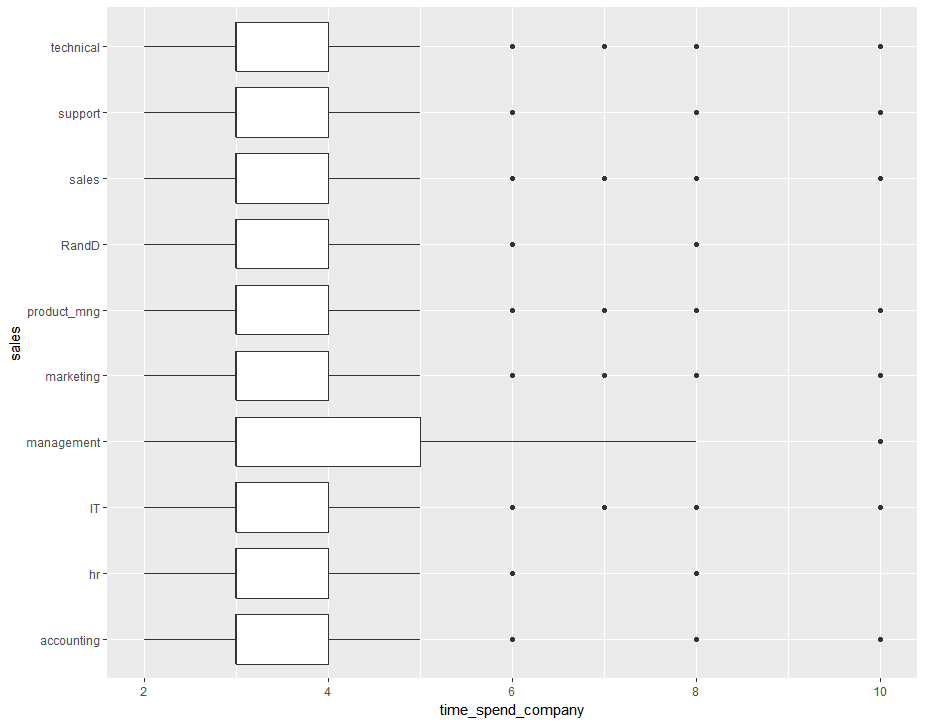 technical
support
sales
RandD
product_mng
marketing
management
IT
hr
accounting
sales
2 4 6 8 10
time_spend_company